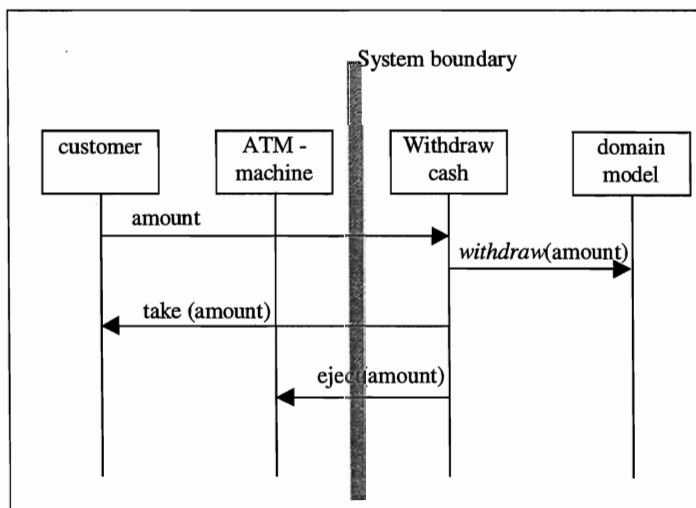 System boundary
customer
ATM -
machine
Withdraw
cash
domain
model
amount
withdraw(amount)
take (amount)
eject(amount)